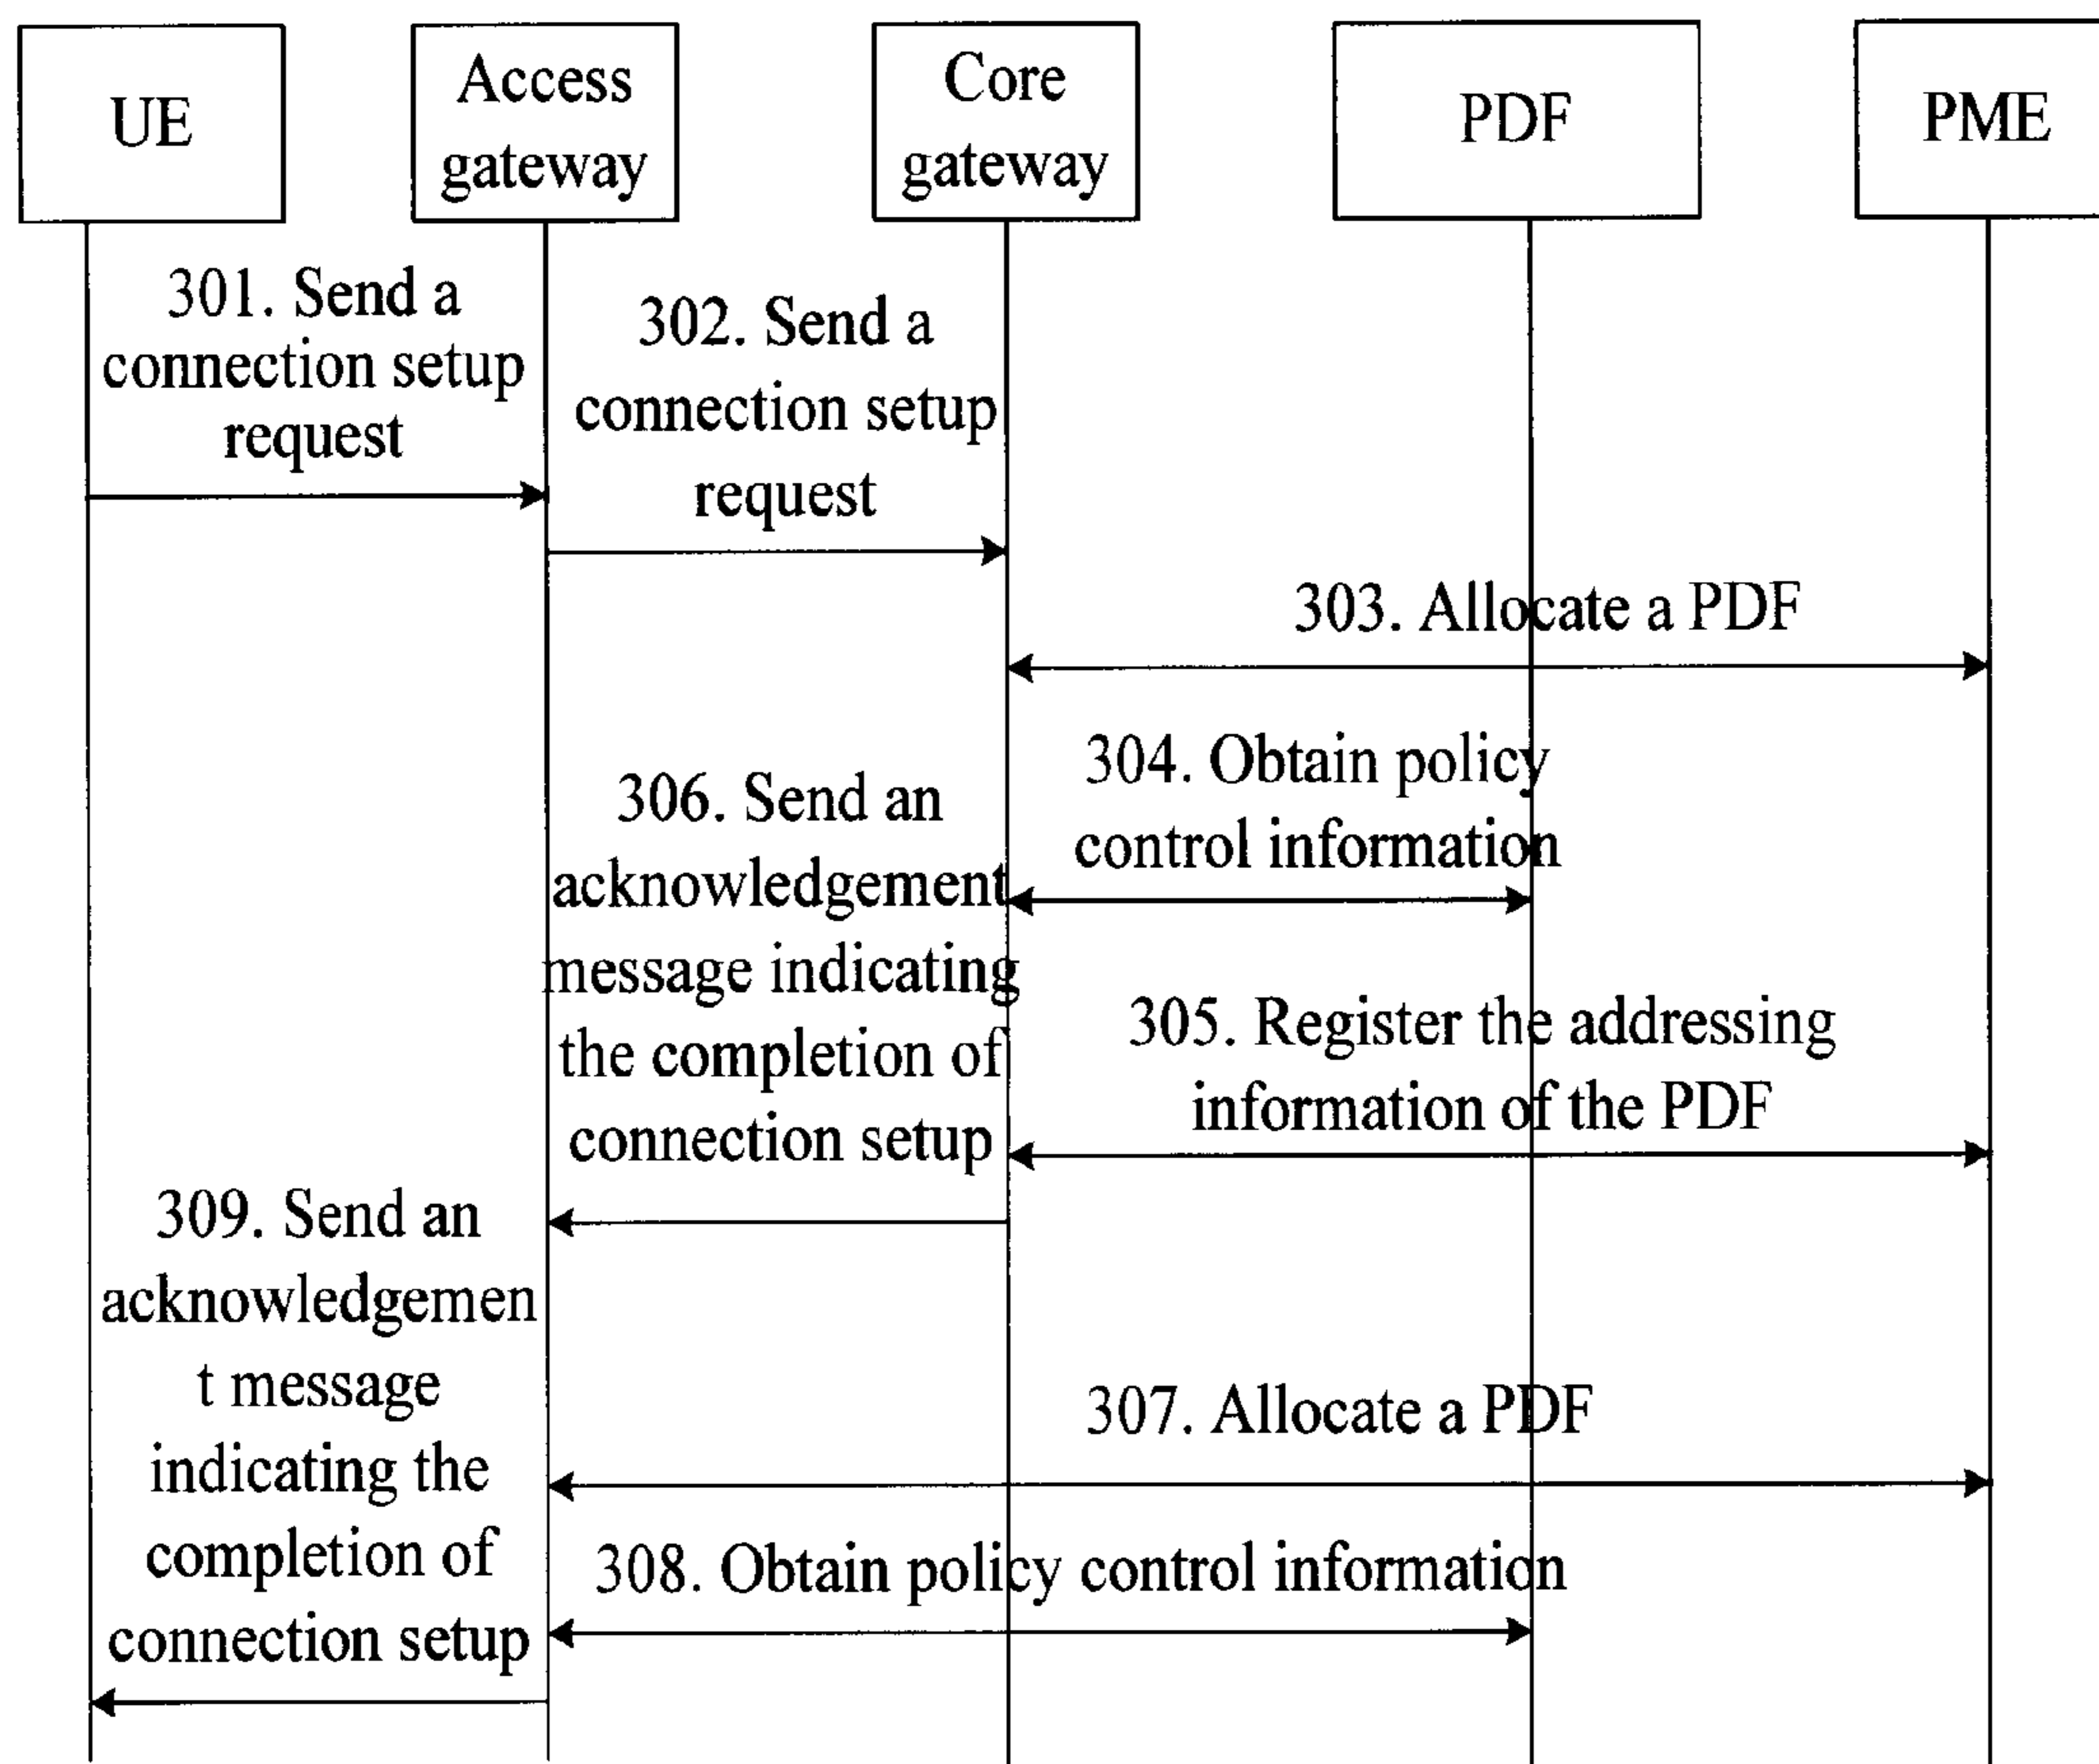 UE
Access
gateway
Core
gateway
PDF
PME
301. Send a
connection setup
request
302. Send a
connection setup
request
303. Allocate a PDF
304. Obtain policy
control information
305. Register the addressing
information of the PDF
306. Send an
acknowledgement
message indicating
the completion of
connection setup
307. Allocate a PDF
308. Obtain policy control information
309. Send an
acknowledgemen
t message
indicating the
completion of
connection setup